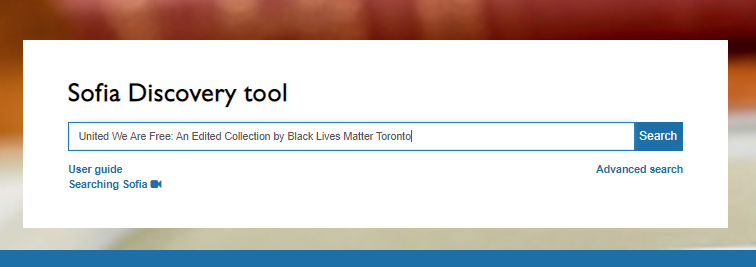 Sofia Discovery tool
United We Are Free: An Edited Collection by Black Lives Matter Toronto
Search
User guide
Advanced search
Searching Sofia